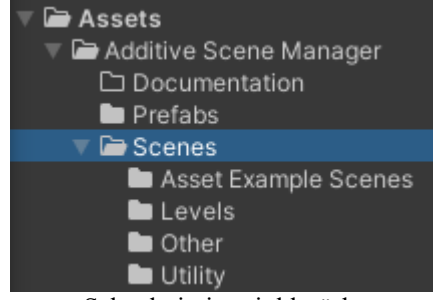 Assets
Additive Scene Manager
Documentation
Prefabs
Scenes
Asset Example Scenes
Levels
Other
Utility